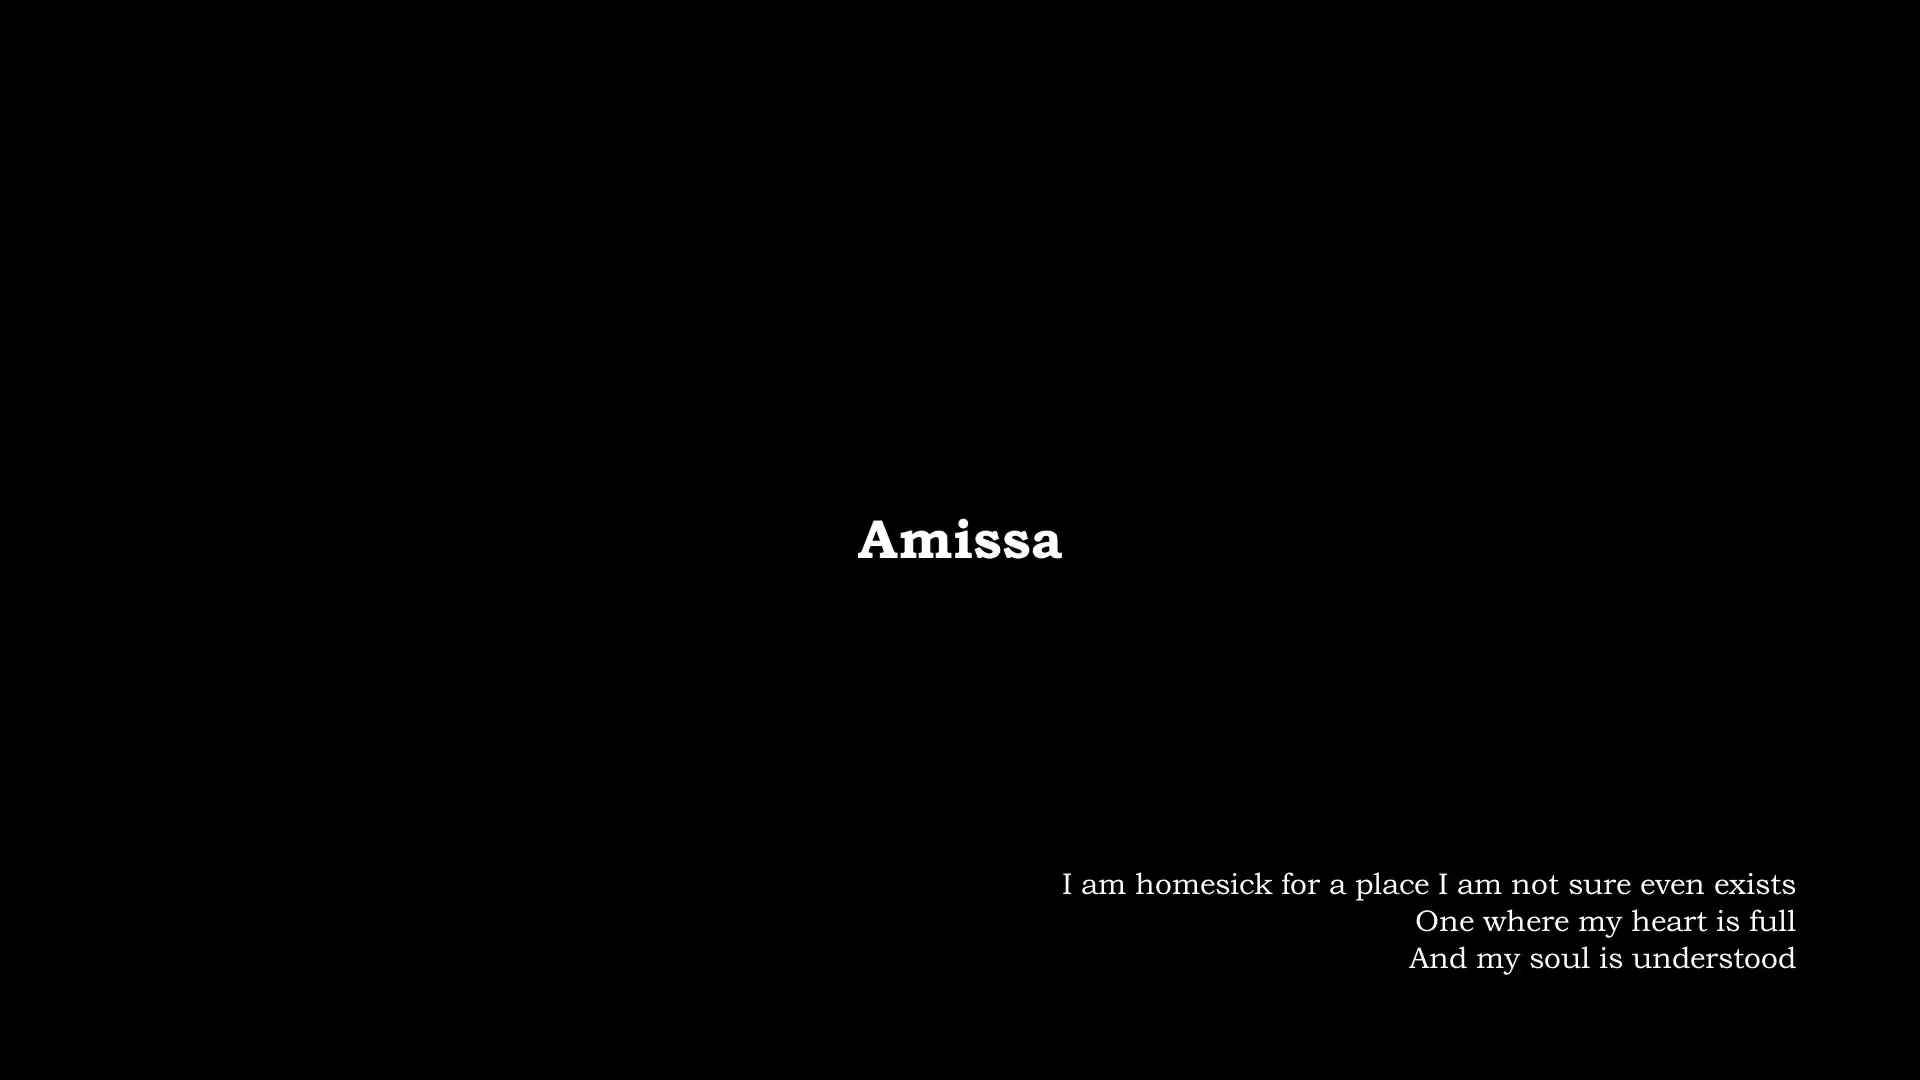 Amissa
I am homesick for a place I am not sure even exists
One where my heart is full
And my soul is understood